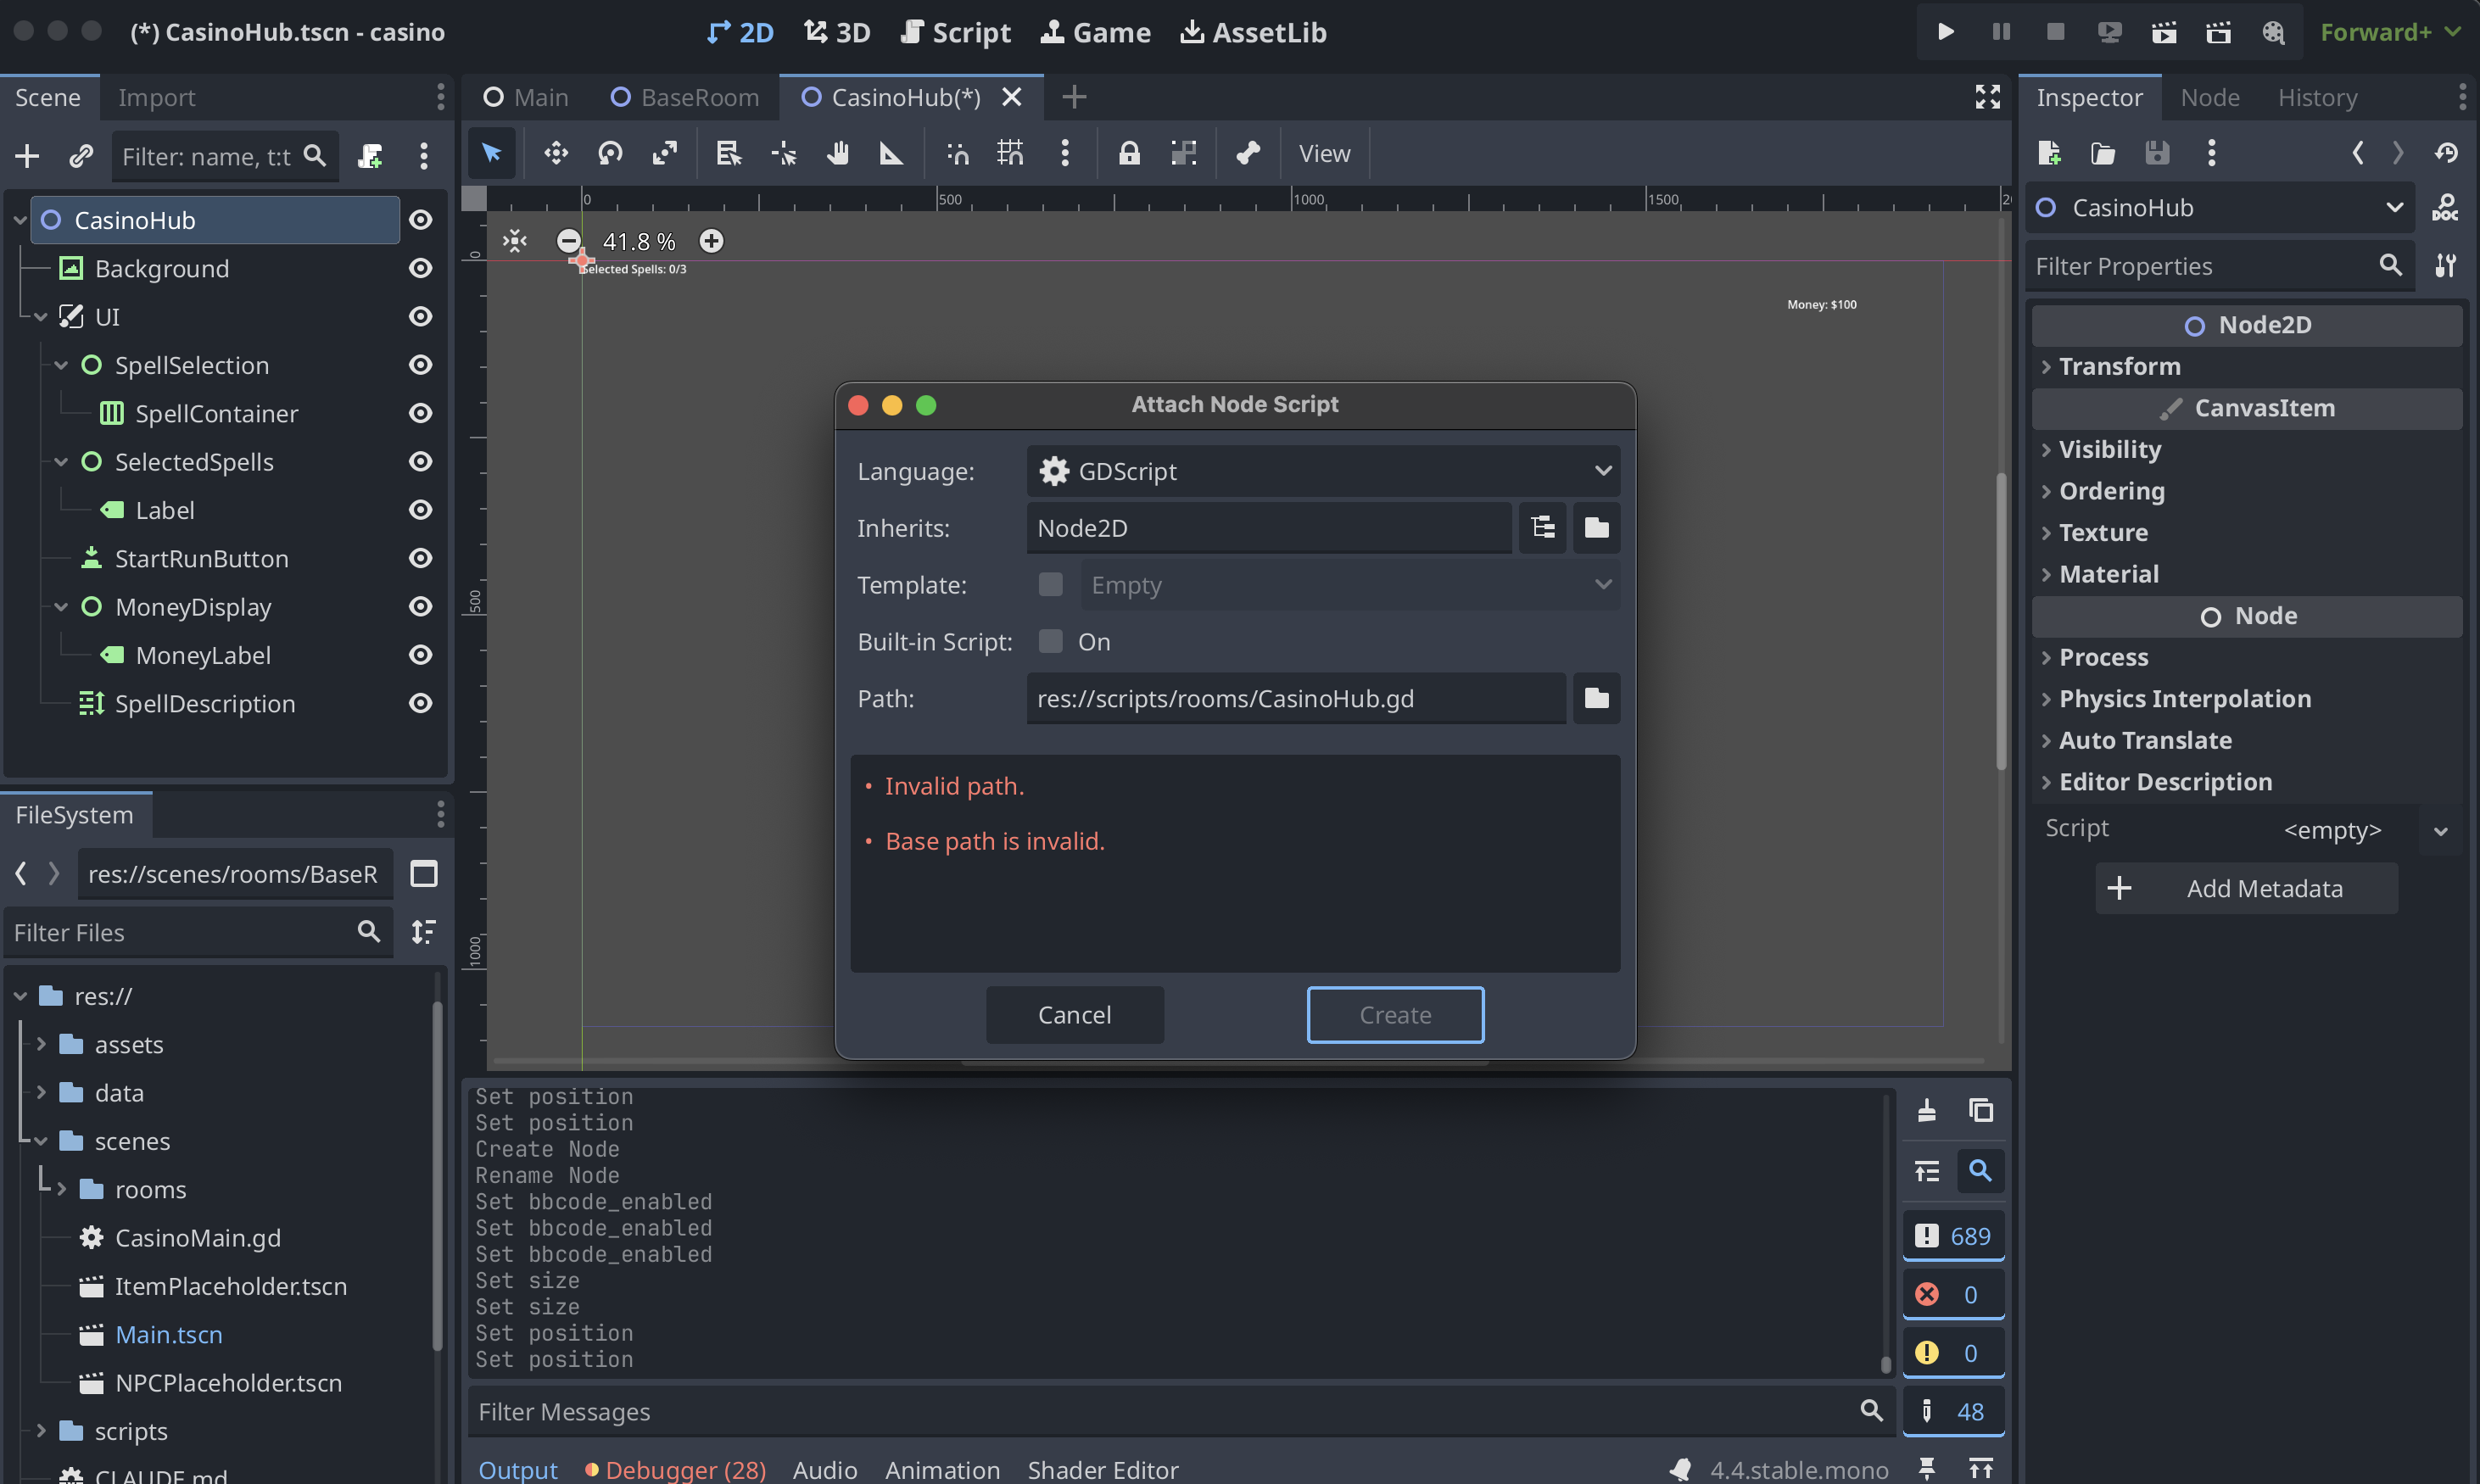 (*) CasinoHub.tscn - casino
2D
3D
Script
Game
AssetLib
Forward+
Scene
Import
Filter: name, t:t
CasinoHub
Background
UI
SpellSelection
SpellContainer
SelectedSpells
Label
StartRunButton
MoneyDisplay
MoneyLabel
SpellDescription
FileSystem
res://scenes/rooms/BaseR
Filter Files
res://
assets
data
scenes
rooms
CasinoMain.gd
ItemPlaceholder.tscn
Main.tscn
NPCPlaceholder.tscn
scripts
CLAUDE.md
Main
BaseRoom
CasinoHub(*)
View
0
500
1000
1500
0
500
1000
41.8 %
Selected Spells: 0/3
Money: $100
Attach Node Script
Language:
GDScript
Inherits:
Node2D
Template:
Empty
Built-in Script:
On
Path:
res://scripts/rooms/CasinoHub.gd
• Invalid path.
• Base path is invalid.
Cancel
Create
Set position
Set position
Create Node
Rename Node
Set bbcode_enabled
Set bbcode_enabled
Set bbcode_enabled
Set size
Set size
Set position
Set position
689
0
0
48
Filter Messages
Output
Debugger (28)
Audio
Animation
Shader Editor
4.4.stable.mono
Inspector
Node
History
CasinoHub
DOC
Filter Properties
Node2D
Transform
CanvasItem
Visibility
Ordering
Texture
Material
Node
Process
Physics Interpolation
Auto Translate
Editor Description
Script
<empty>
Add Metadata